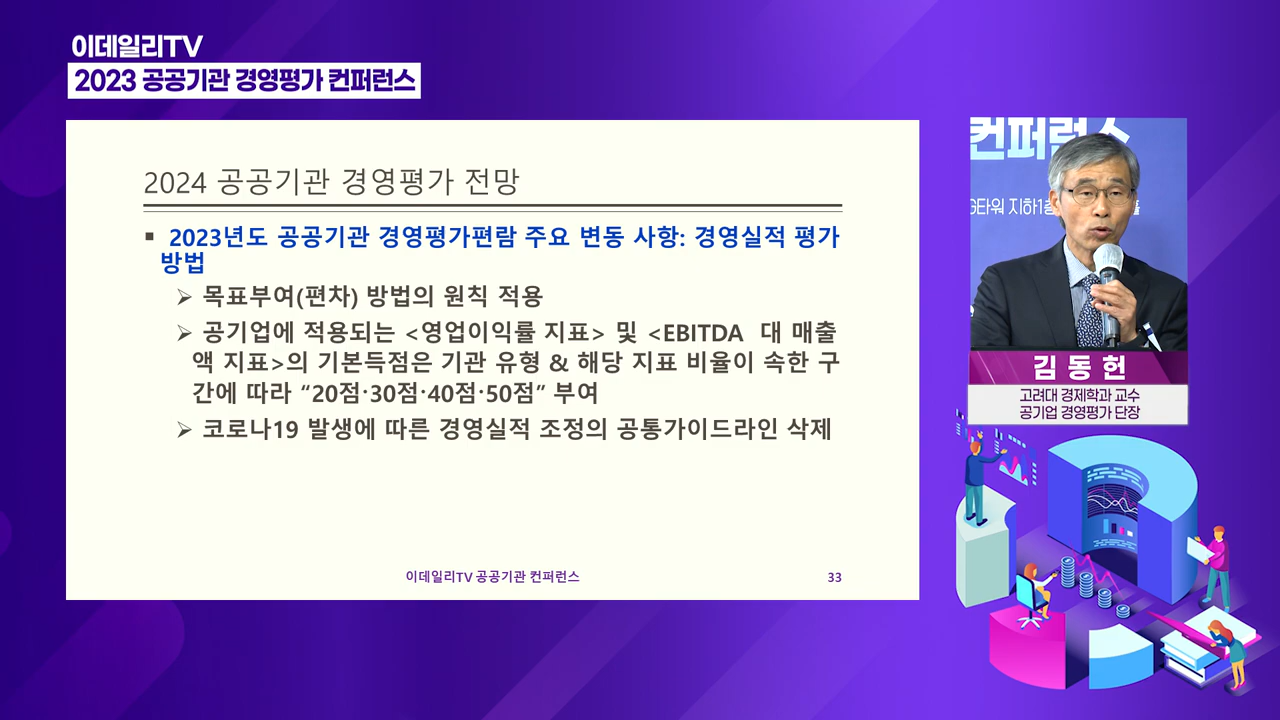 이데일리TV
2023 공공기관 경영평가 컨퍼런스
2024 공공기관 경영평가 전망
▪ 2023년도 공공기관 경영평가편람 주요 변동 사항: 경영실적 평가
방법
➢ 목표부여(편차) 방법의 원칙 적용
➢ 공기업에 적용되는 <영업이익률 지표> 및 <EBITDA 대 매출
액 지표>의 기본득점은 기관 유형 & 해당 지표 비율이 속한 구
간에 따라 “20점·30점·40점·50점” 부여
➢ 코로나19 발생에 따른 경영실적 조정의 공통가이드라인 삭제
이데일리TV 공공기관 컨퍼런스
33
컨퍼런스
지하1층
김동헌
고려대 경제학과 교수
공기업 경영평가 단장